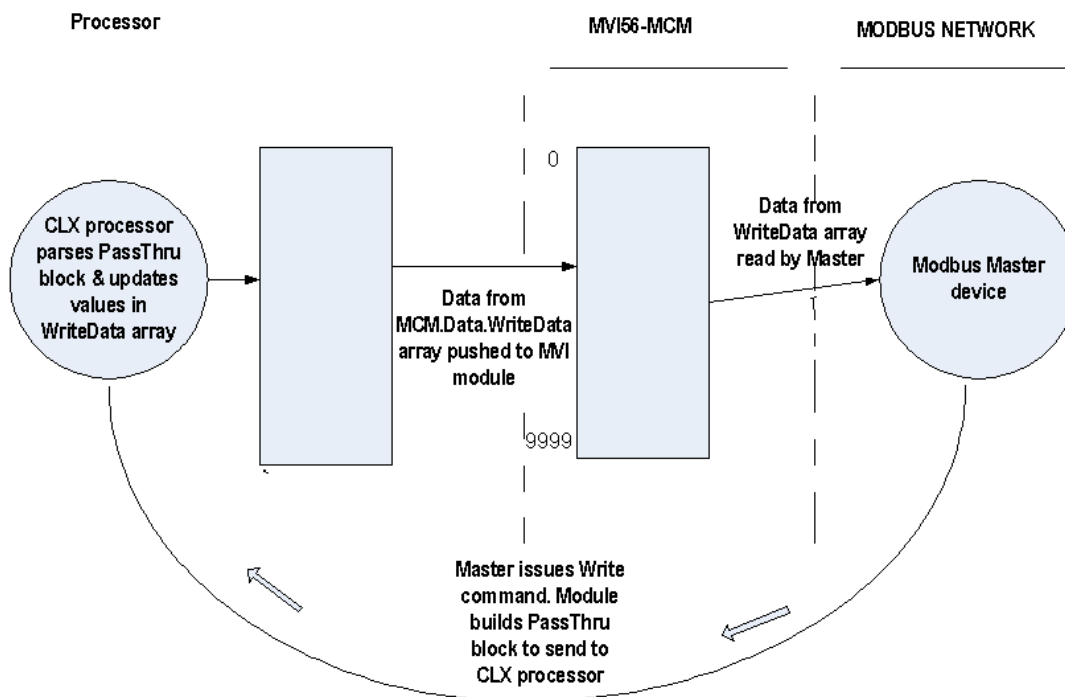 Processor
MVI56-MCM
MODBUS NETWORK
0
CLX processor
parses PassThru
block & updates
values in
WriteData array
Data from
MCM.Data.WriteData
array pushed to MVI
module
Data from
WriteData array
read by Master
Modbus Master
device
9999
Master issues Write
command. Module
builds PassThru
block to send to
CLX processor